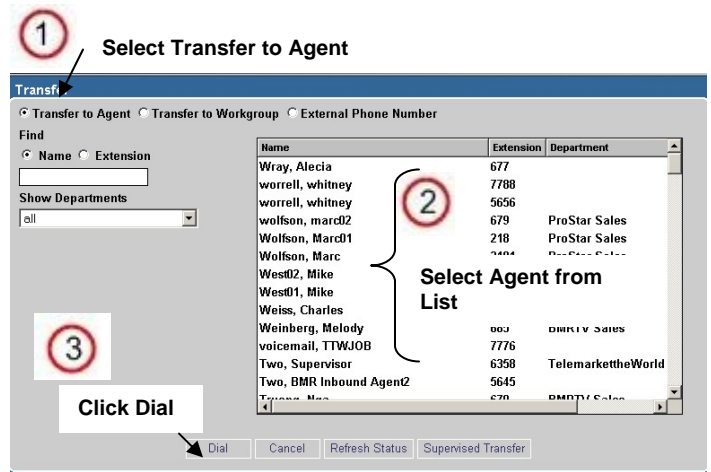 1
Select Transfer to Agent
Transfer
Transfer to Agent Transfer to Workgroup External Phone Number
Find
Name Extension
Show Departments
all
Name Extension Department
Wray, Alecia 677
worrell, whitney 7788
worrell, whitney 5656
wolfson, marc02 679 ProStar Sales
Wolfson, Marc01 218 ProStar Sales
Wolfson, Marc
West02, Mike
West01, Mike
Weiss, Charles
Weinberg, Melody 685 BMRTV Sales
voicemail, TTWJOB 7776
Two, Supervisor 6358 TelemarkettheWorld
Two, BMR Inbound Agent2 5645
2
Select Agent from
List
3
Click Dial
Dial Cancel Refresh Status Supervised Transfer